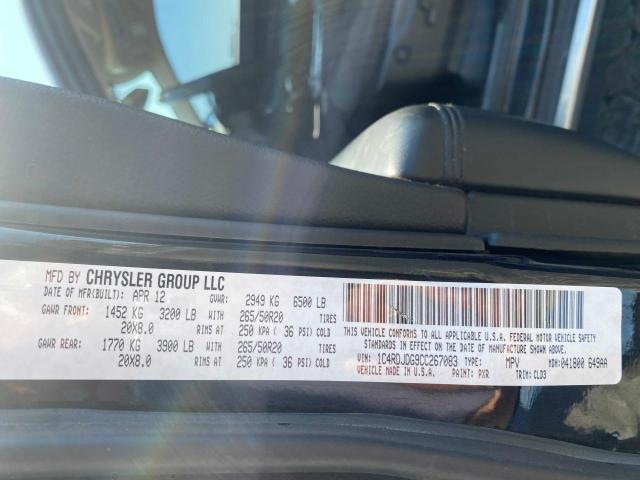 MFD BY CHRYSLER GROUP LLC
DATE OF MFR(BUILT): APR 12 GVWR: 2949 KG 6500 LB
GAWR FRONT: 1452 KG 3200 LB WITH 265/50R20 TIRES
20X8.0 RIMS AT 250 KPA ( 36 PSI) COLD
GAWR REAR: 1770 KG 3900 LB WITH 265/50R20 TIRES
20X8.0 RIMS AT 250 KPA ( 36 PSI) COLD
THIS VEHICLE CONFORMS TO ALL APPLICABLE U.S.A. FEDERAL MOTOR VEHICLE SAFETY
STANDARDS IN EFFECT ON THE DATE OF MANUFACTURE SHOWN ABOVE.
VIN: 1C4RDJDG9CC267083 TYPE: MPV MDH:041800 649AA
VEHICLE MADE IN U.S.A. PAINT: PXR TRIM: CLD3